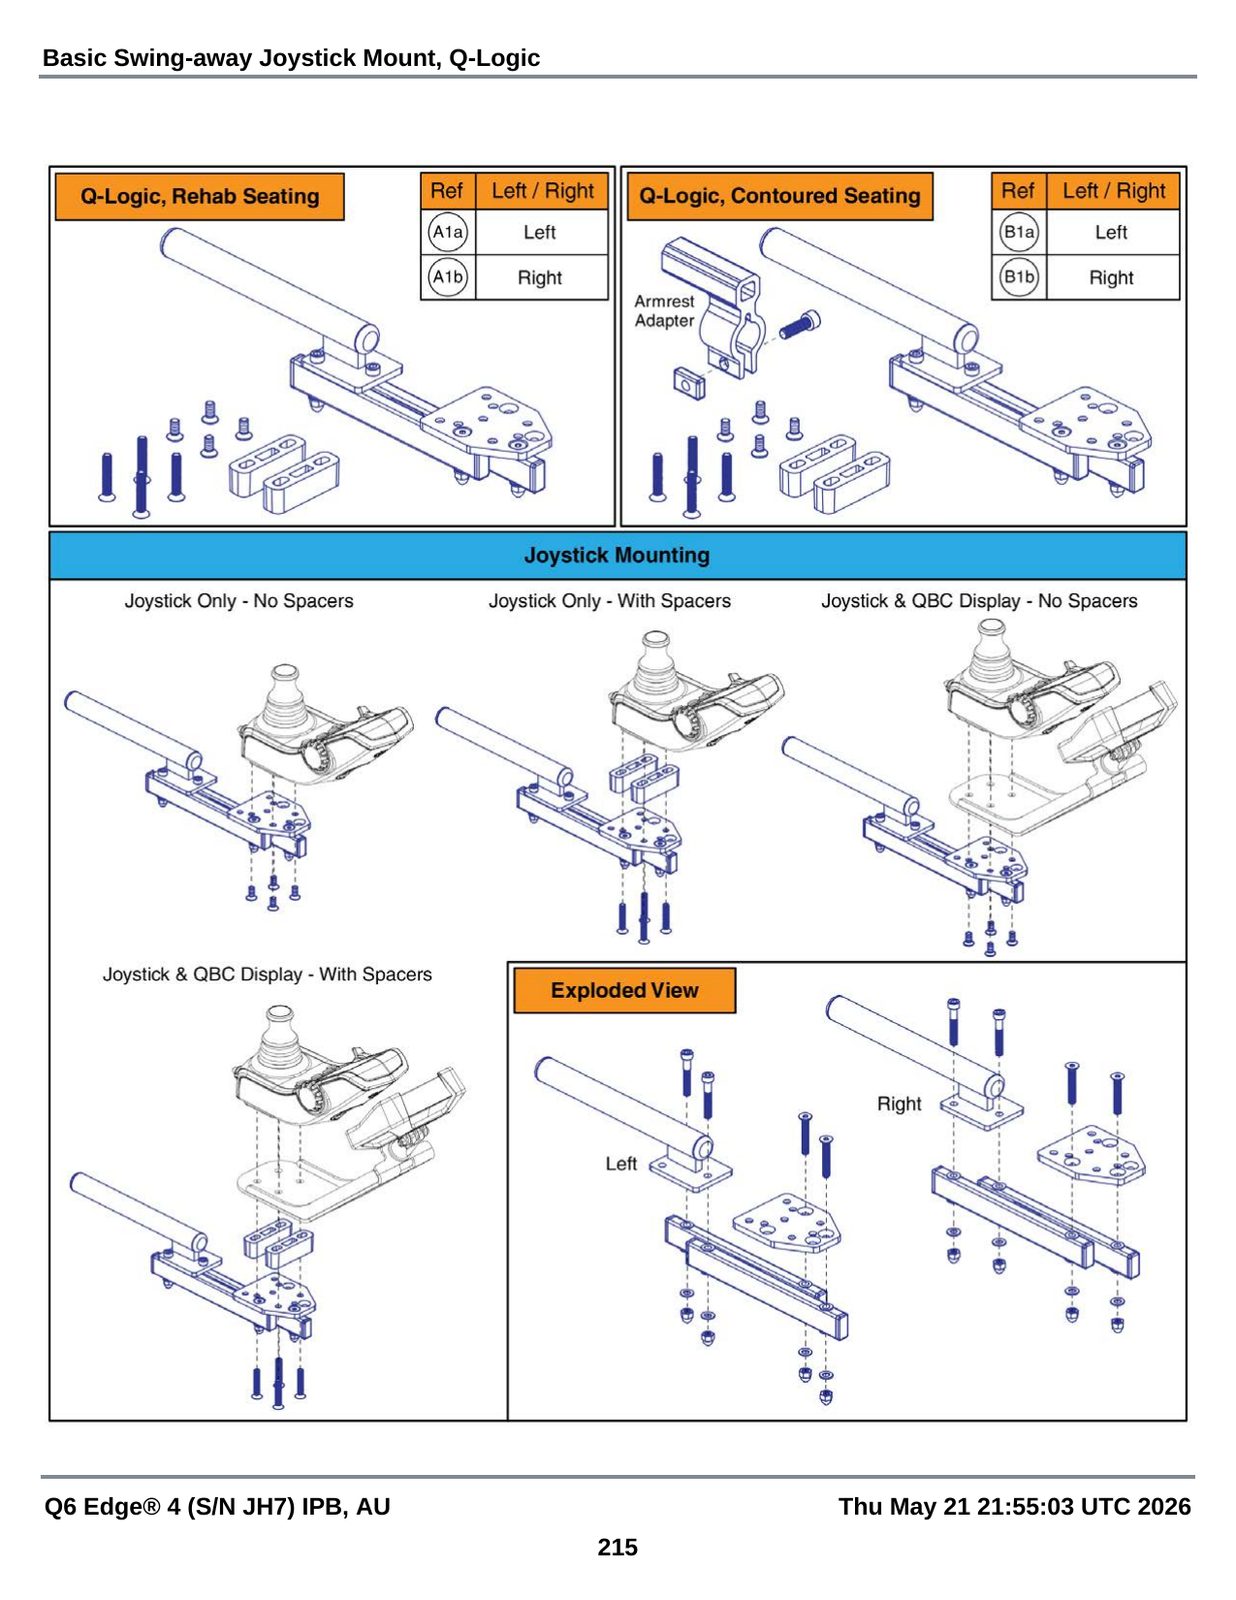 Basic Swing-away Joystick Mount, Q-Logic
Q-Logic, Rehab Seating
Ref Left / Right
A1a Left
A1b Right
Q-Logic, Contoured Seating
Ref Left / Right
B1a Left
B1b Right
Armrest
Adapter
Joystick Mounting
Joystick Only - No Spacers
Joystick Only - With Spacers
Joystick & QBC Display - No Spacers
Joystick & QBC Display - With Spacers
Exploded View
Right
Left
Q6 Edge® 4 (S/N JH7) IPB, AU
Thu May 21 21:55:03 UTC 2026
215